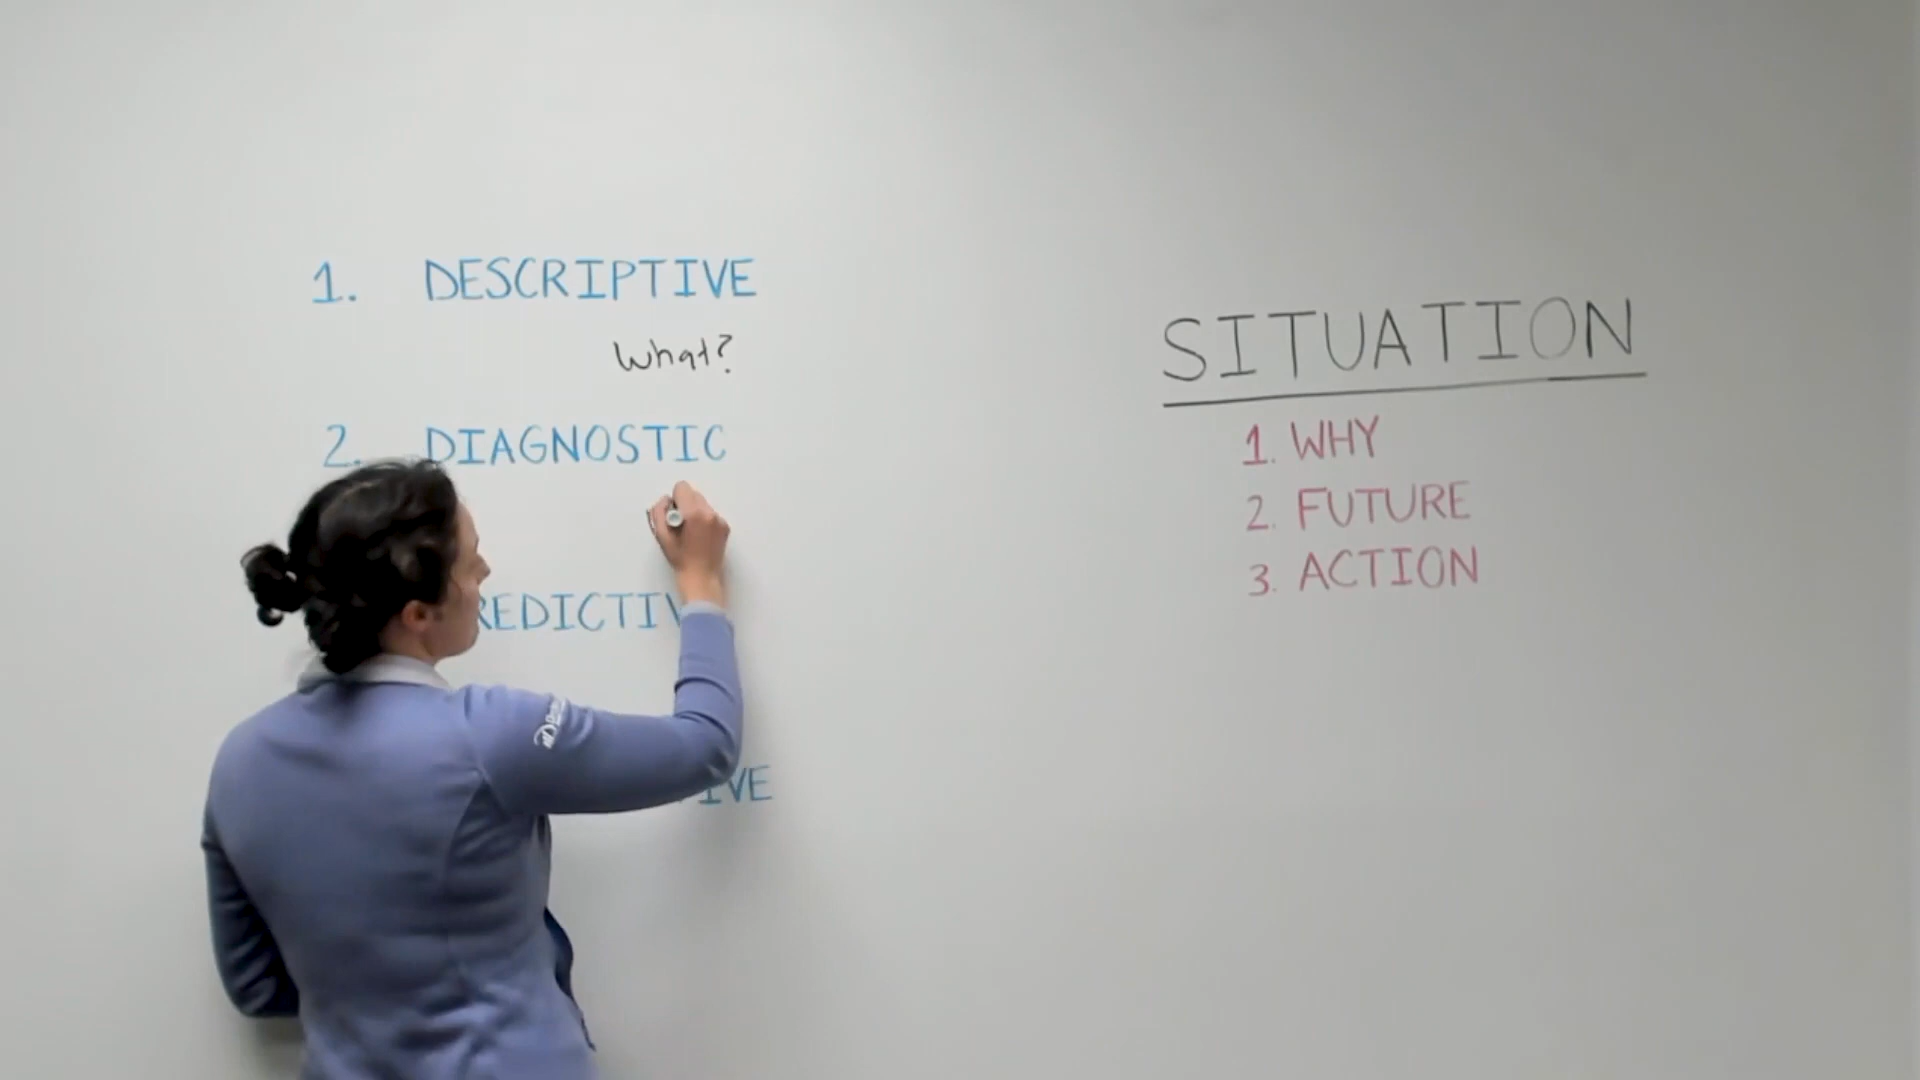 1. DESCRIPTIVE
What?
2. DIAGNOSTIC
REDICTIV
IVE
SITUATION
1. WHY
2. FUTURE
3. ACTION